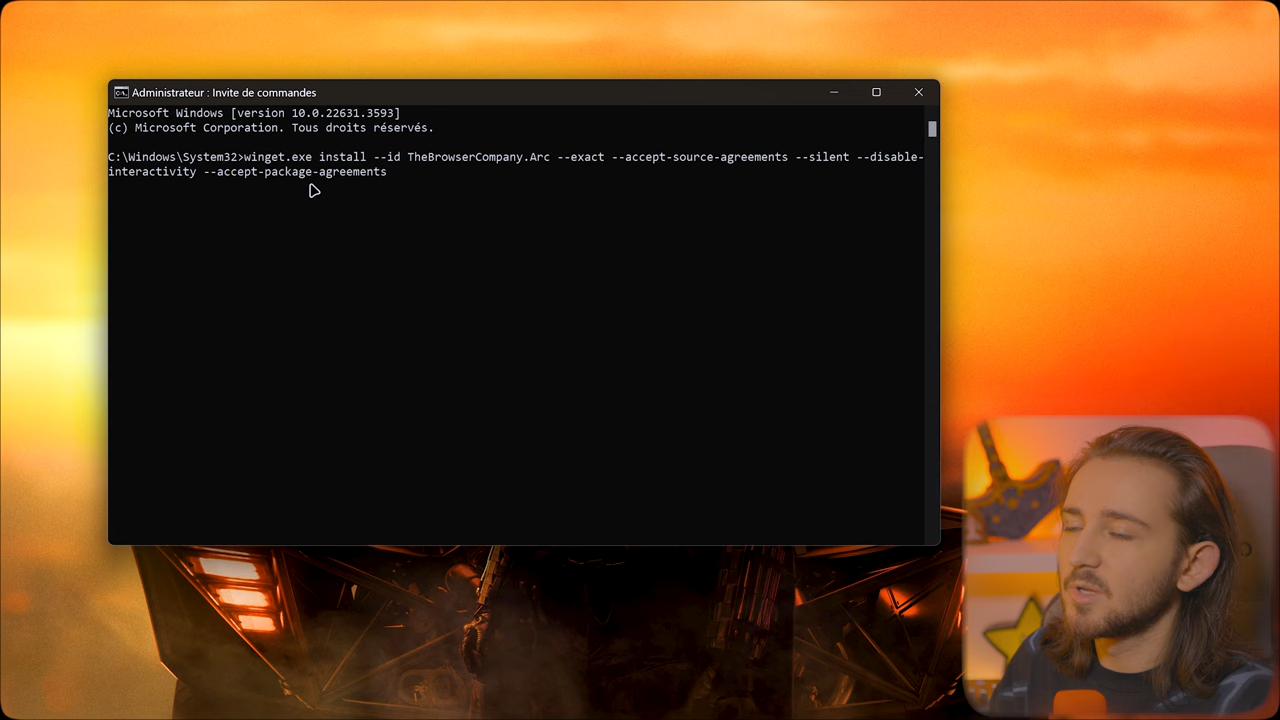 Administrateur : Invite de commandes
Microsoft Windows [version 10.0.22631.3593]
(c) Microsoft Corporation. Tous droits réservés.
C:\Windows\System32>winget.exe install --id TheBrowserCompany.Arc --exact --accept-source-agreements --silent --disable-
interactivity --accept-package-agreements